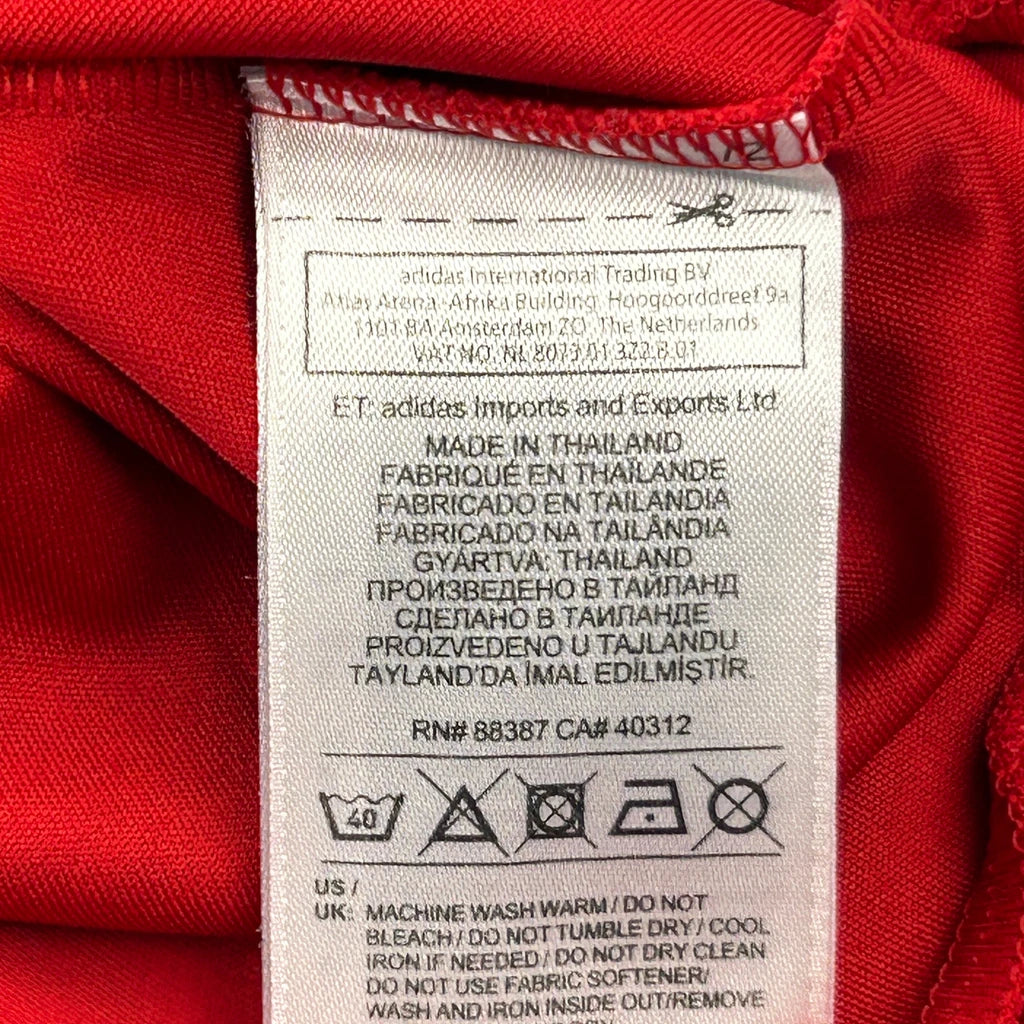 /2
adidas International Trading BV
Atlas Arena -Afrika Building, Hoogoorddreef 9a
1101 BA Amsterdam ZO, The Netherlands
VAT NO. NL 8073.01.322.B.01
ET: adidas Imports and Exports Ltd
MADE IN THAILAND
FABRIQUÉ EN THAÏLANDE
FABRICADO EN TAILANDIA
FABRICADO NA TAILÂNDIA
GYÁRTVA: THAILAND
ПРОИЗВЕДЕНО В ТАЙЛАНД
СДЕЛАНО В ТАИЛАНДЕ
PROIZVEDENO U TAJLANDU
TAYLAND'DA İMAL EDİLMİŞTİR.
RN# 88387 CA# 40312
40
US /
UK: MACHINE WASH WARM / DO NOT
BLEACH / DO NOT TUMBLE DRY / COOL
IRON IF NEEDED / DO NOT DRY CLEAN
DO NOT USE FABRIC SOFTENER/
WASH AND IRON INSIDE OUT/REMOVE